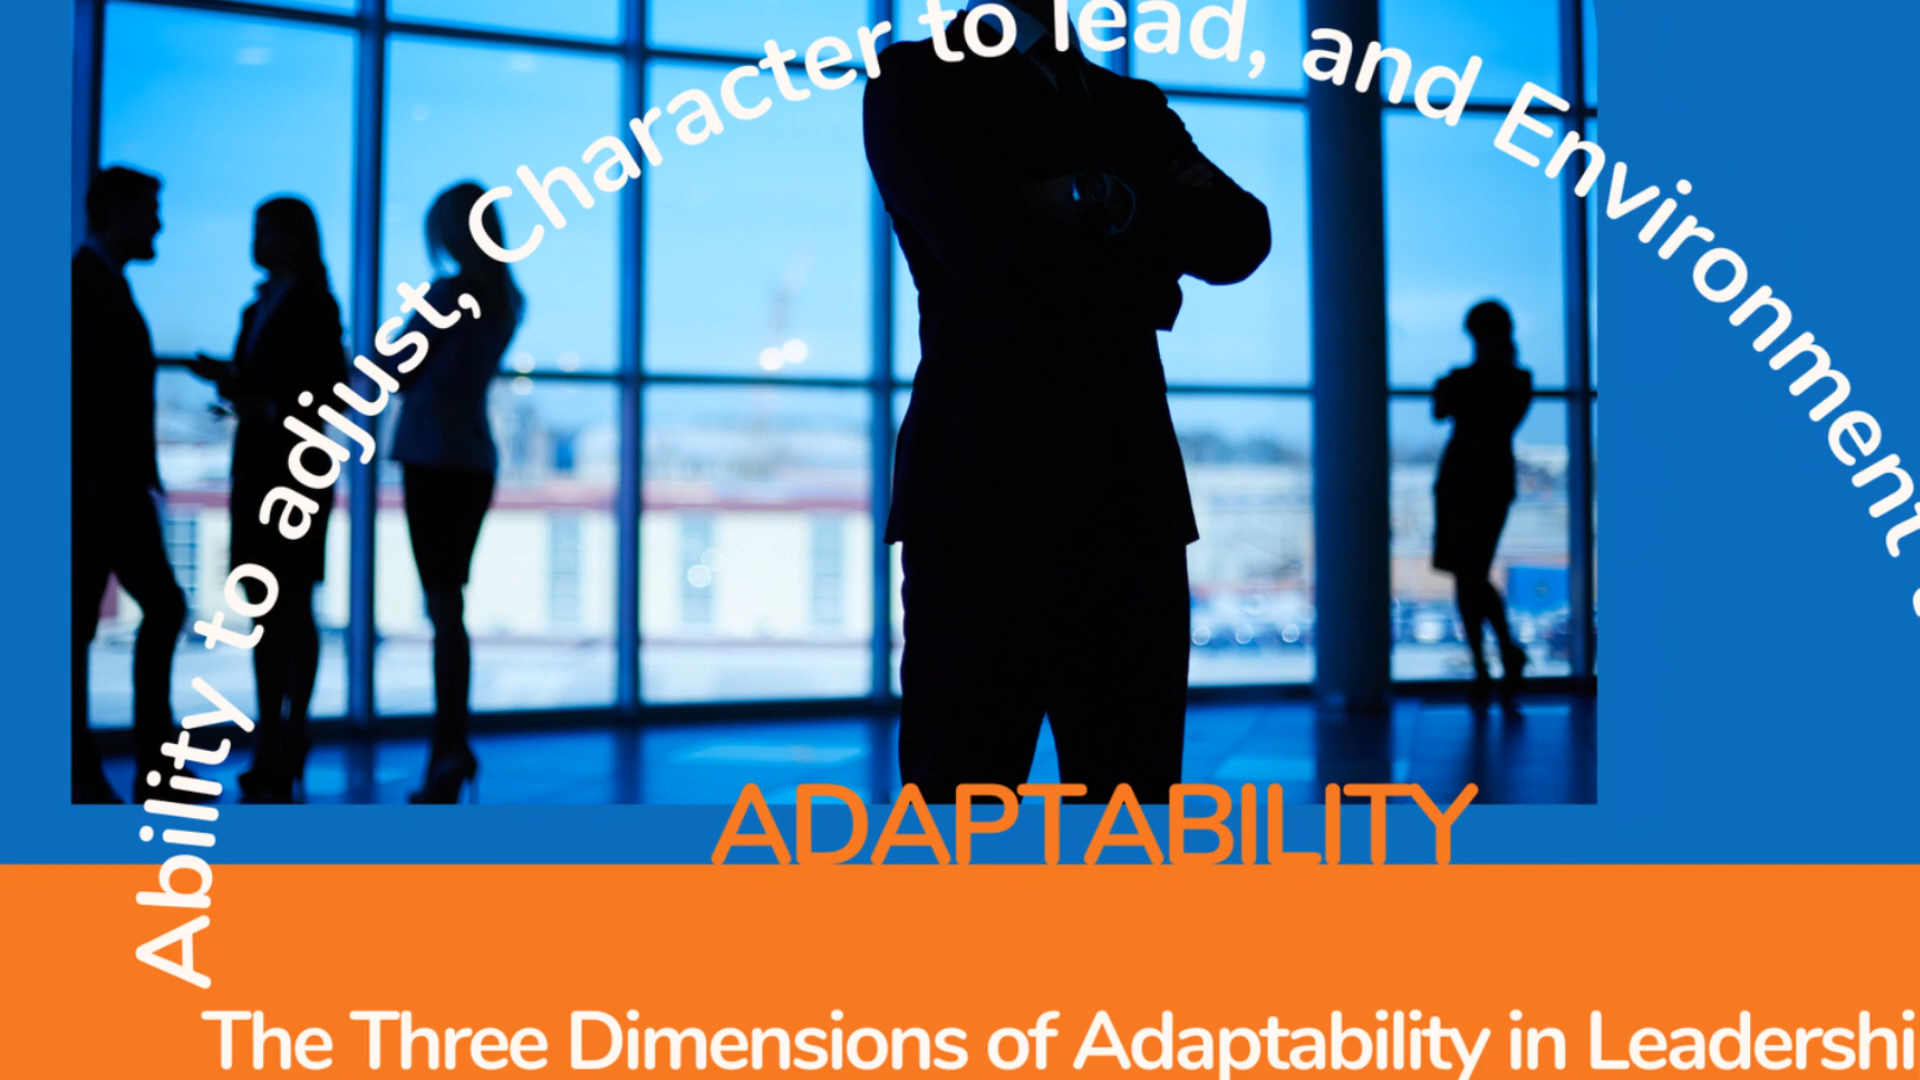 Ability to adjust, Character to lead, and Environment
ADAPTABILITY
The Three Dimensions of Adaptability in Leadershi